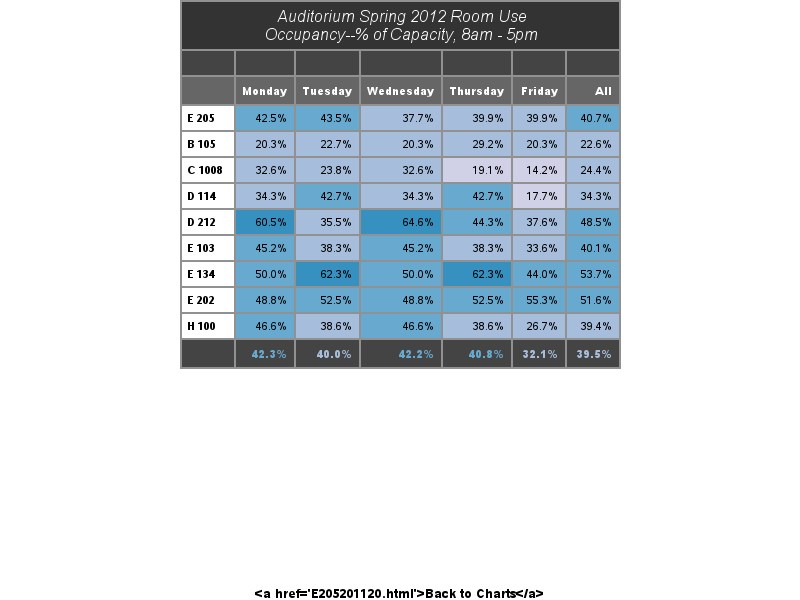 Auditorium Spring 2012 Room Use
Occupancy--% of Capacity, 8am - 5pm
Monday Tuesday Wednesday Thursday Friday All
E 205 42.5% 43.5% 37.7% 39.9% 39.9% 40.7%
B 105 20.3% 22.7% 20.3% 29.2% 20.3% 22.6%
C 1008 32.6% 23.8% 32.6% 19.1% 14.2% 24.4%
D 114 34.3% 42.7% 34.3% 42.7% 17.7% 34.3%
D 212 60.5% 35.5% 64.6% 44.3% 37.6% 48.5%
E 103 45.2% 38.3% 45.2% 38.3% 33.6% 40.1%
E 134 50.0% 62.3% 50.0% 62.3% 44.0% 53.7%
E 202 48.8% 52.5% 48.8% 52.5% 55.3% 51.6%
H 100 46.6% 38.6% 46.6% 38.6% 26.7% 39.4%
42.3% 40.0% 42.2% 40.8% 32.1% 39.5%
&lt;a href='E205201120.html'&gt;Back to Charts&lt;/a&gt;